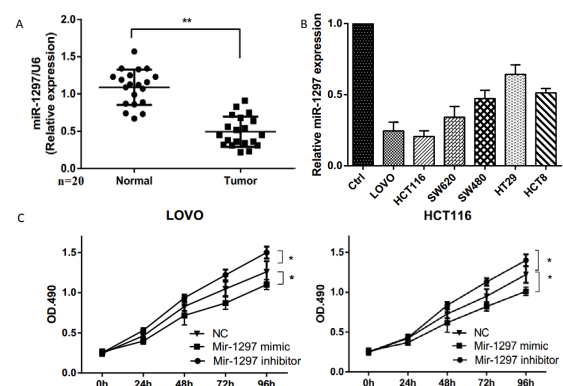 A
**
miR-1297/U6
(Relative expression)
2.0
1.5
1.0
0.5
0.0
n=20
Normal
Tumor
B
Relative miR-1297 expression
1.0
0.5
0.0
Ctrl
LOVO
HCT116
SW620
SW480
HT29
HCT8
C
LOVO
OD.490
1.5
1.0
0.5
0.0
*
*
NC
Mir-1297 mimic
Mir-1297 inhibitor
0h
24h
48h
72h
96h
HCT116
OD.490
1.5
1.0
0.5
0.0
*
*
NC
Mir-1297 mimic
Mir-1297 inhibitor
0h
24h
48h
72h
96h